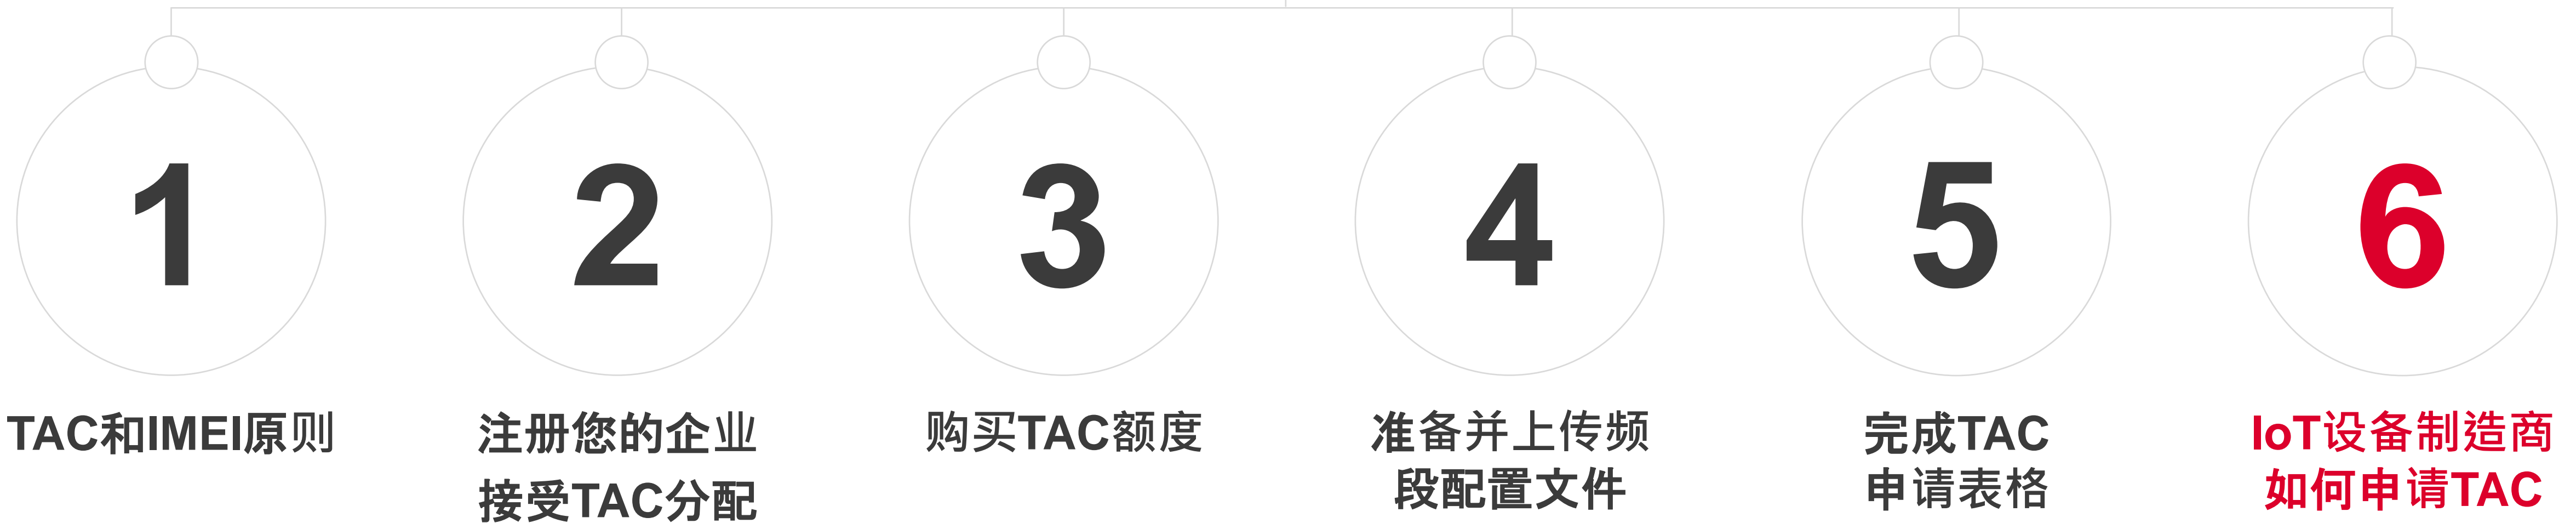 1
2
3
4
5
6
TAC和IMEI原则
注册您的企业
接受TAC分配
购买TAC额度
准备并上传频
段配置文件
完成TAC
申请表格
IoT设备制造商
如何申请TAC